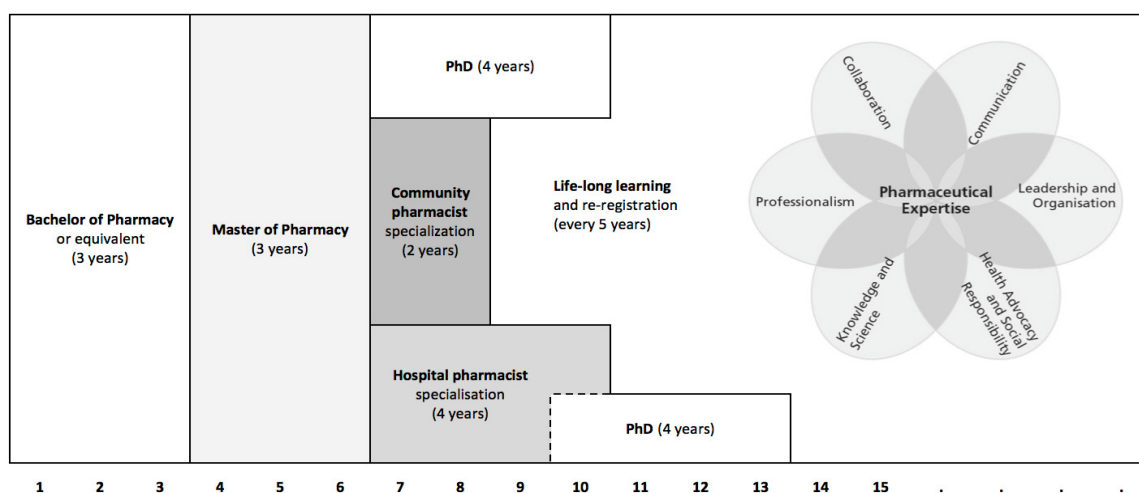 Bachelor of Pharmacy
or equivalent
(3 years)
Master of Pharmacy
(3 years)
PhD (4 years)
Community
pharmacist
specialization
(2 years)
Hospital pharmacist
specialisation
(4 years)
PhD (4 years)
Life-long learning
and re-registration
(every 5 years)
Collaboration
Communication
Professionalism
Pharmaceutical
Expertise
Leadership and
Organisation
Knowledge and
Science
Health Advocacy
and Social
Responsibility
1 2 3 4 5 6 7 8 9 10 11 12 13 14 15 . . . .